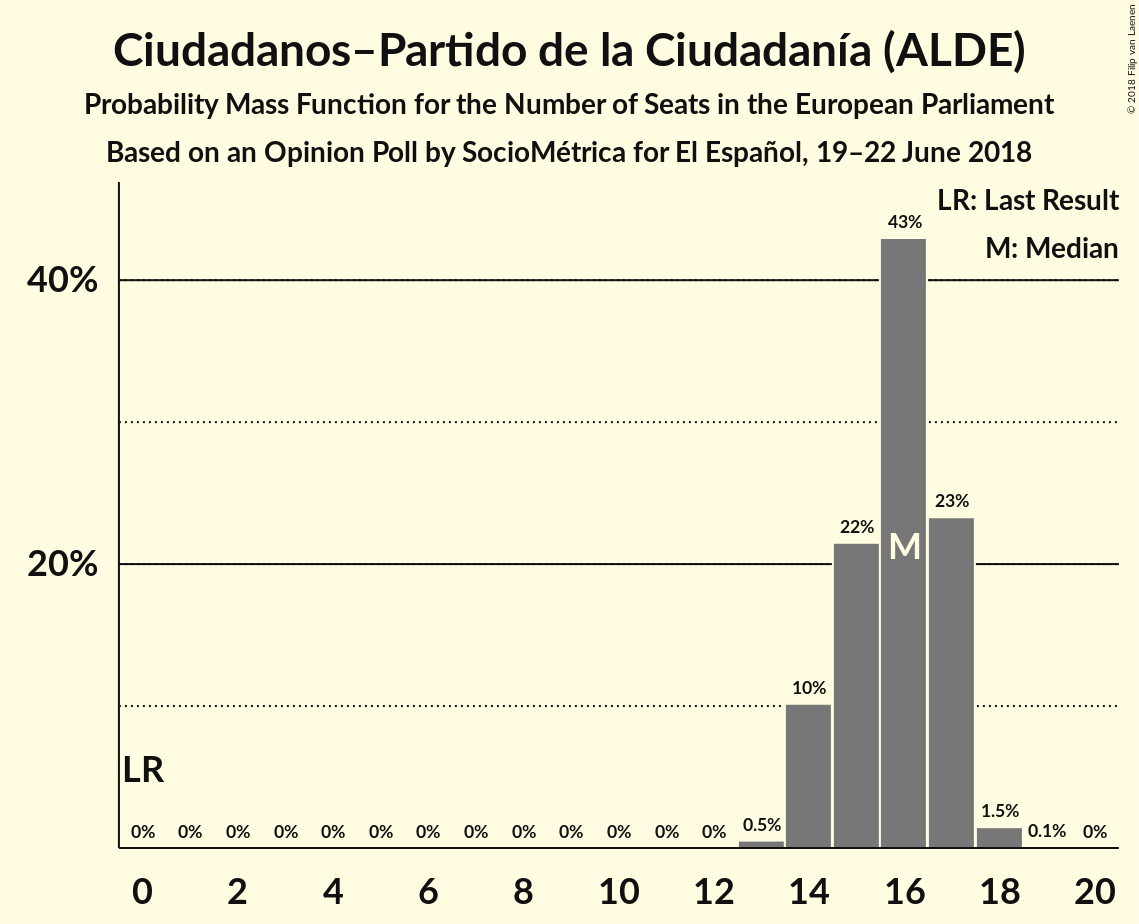 Ciudadanos–Partido de la Ciudadanía (ALDE)
Probability Mass Function for the Number of Seats in the European Parliament
Based on an Opinion Poll by SocioMétrica for El Español, 19–22 June 2018
© 2018 Filip van Laenen
LR: Last Result
M: Median
43%
40%
23%
22%
M
20%
10%
LR
0% 0% 0% 0% 0% 0% 0% 0% 0% 0% 0% 0% 0% 0.5% 1.5% 0.1% 0%
0 2 4 6 8 10 12 14 16 18 20